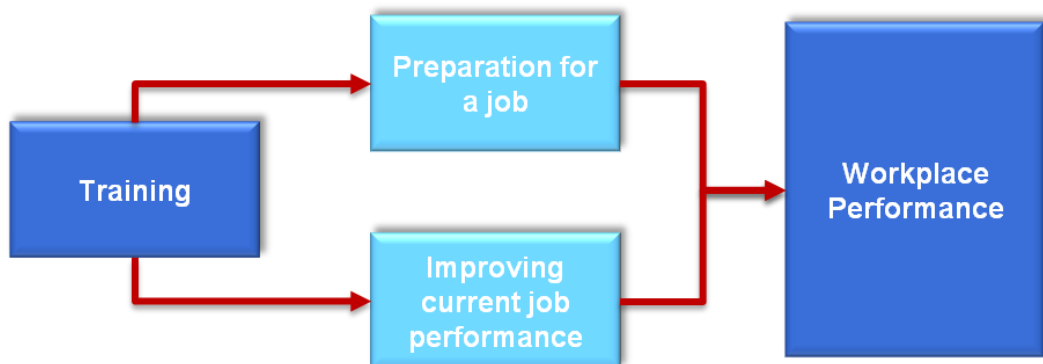 Training
Preparation for
a job
Improving
current job
performance
Workplace
Performance